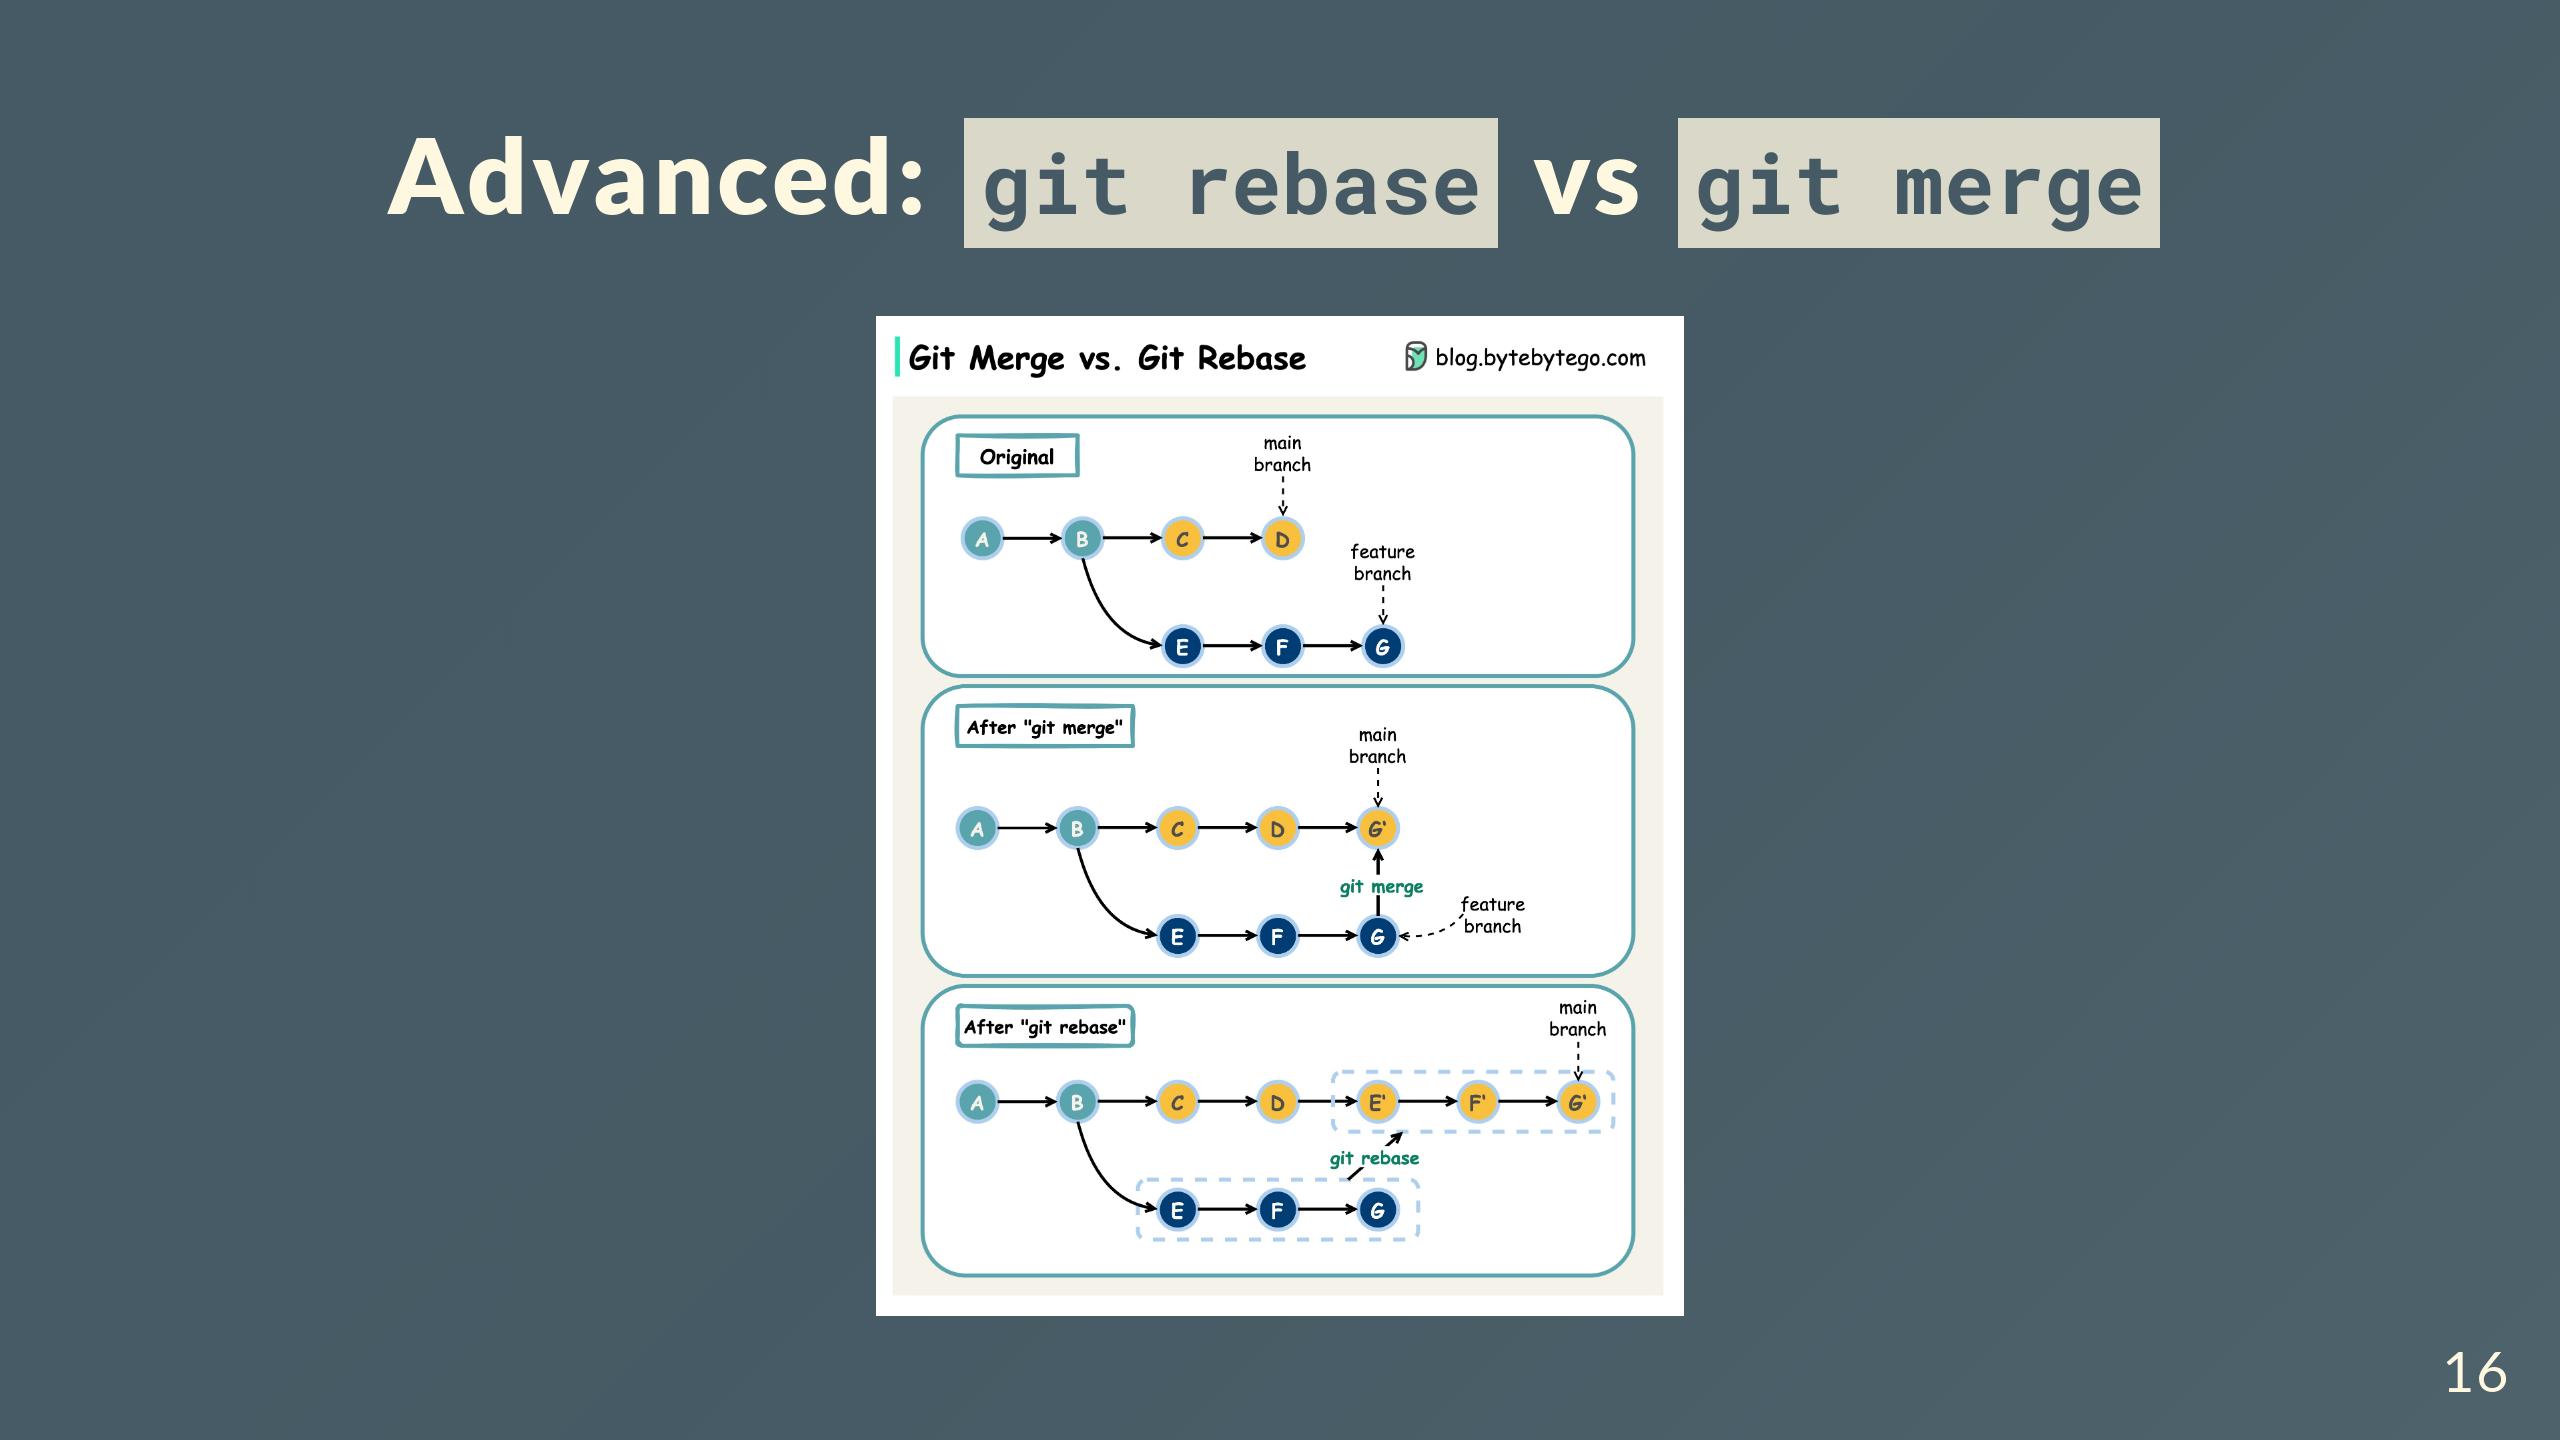 Advanced: git rebase vs git merge
Git Merge vs. Git Rebase
blog.bytebytego.com
Original
main
branch
A B C D
feature
branch
E F G
After "git merge"
main
branch
A B C D G'
git merge
feature
branch
E F G
After "git rebase"
main
branch
A B C D E' F' G'
git rebase
E F G
16